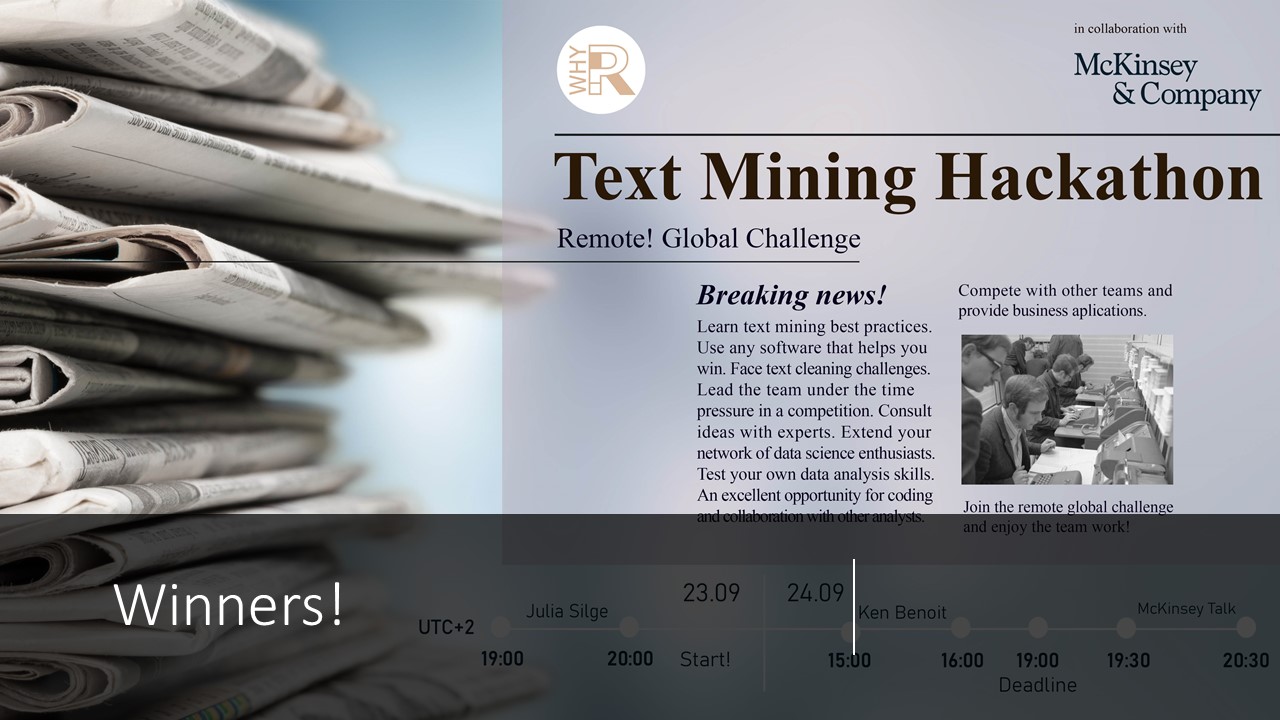 WHY R
in collaboration with
McKinsey
& Company
Text Mining Hackathon
Remote! Global Challenge
Breaking news!
Learn text mining best practices.
Use any software that helps you
win. Face text cleaning challenges.
Lead the team under the time
pressure in a competition. Consult
ideas with experts. Extend your
network of data science enthusiasts.
Test your own data analysis skills.
An excellent opportunity for coding
and collaboration with other analysts.
Compete with other teams and
provide business aplications.
Join the remote global challenge
and enjoy the team work!
Winners!
23.09 24.09
Julia Silge Ken Benoit McKinsey Talk
UTC+2
19:00 20:00 Start! 15:00 16:00 19:00 19:30 20:30
Deadline